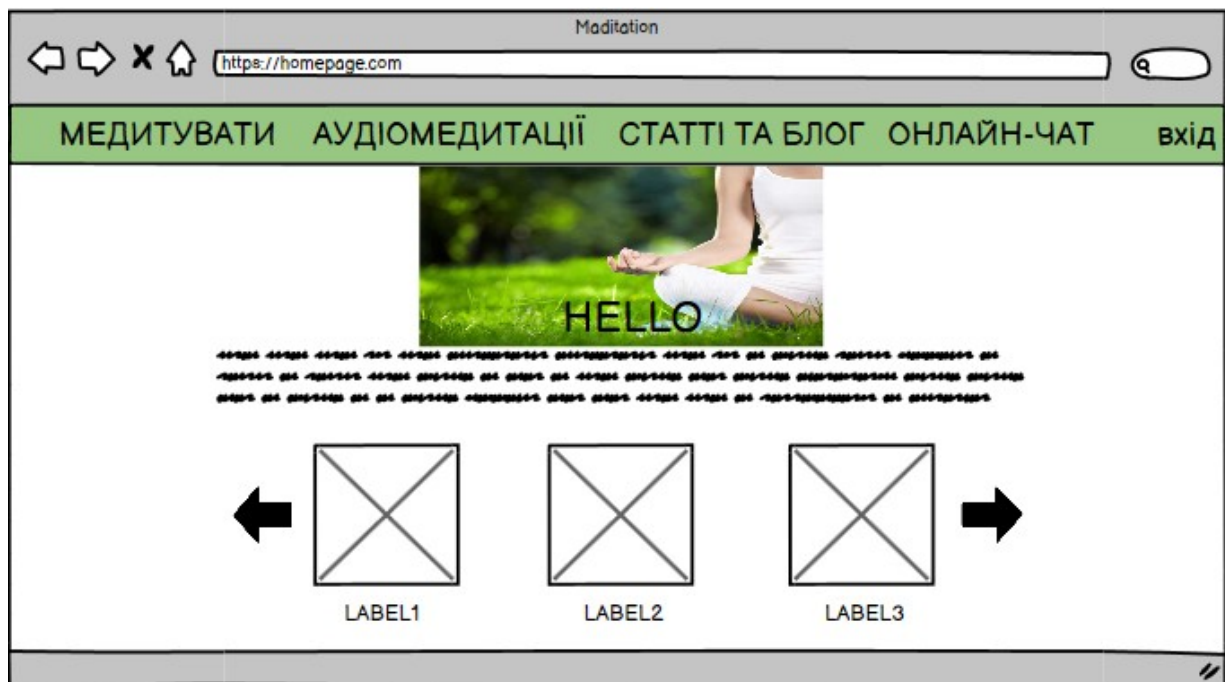 Maditation
https://homepage.com
МЕДИТУВАТИ АУДІОМЕДИТАЦІЇ СТАТТІ ТА БЛОГ ОНЛАЙН-ЧАТ вхід
HELLO
LABEL1 LABEL2 LABEL3